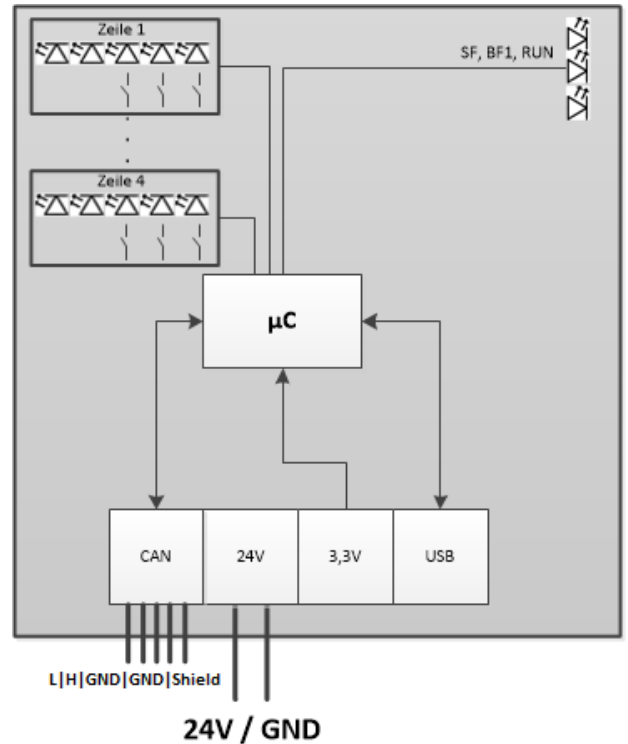 Zeile 1
SF, BF1, RUN
Zeile 4
µC
CAN
24V
3,3V
USB
L|H|GND|GND|Shield
24V / GND